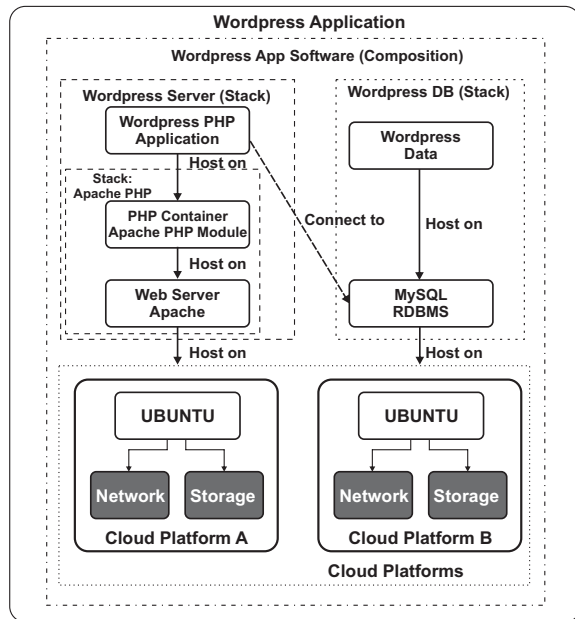 Wordpress Application
Wordpress App Software (Composition)
Wordpress Server (Stack)
Wordpress PHP
Application
Host on
Stack:
Apache PHP
PHP Container
Apache PHP Module
Host on
Web Server
Apache
Host on
Connect to
Wordpress DB (Stack)
Wordpress
Data
Host on
MySQL
RDBMS
Host on
UBUNTU
Network
Storage
Cloud Platform A
UBUNTU
Network
Storage
Cloud Platform B
Cloud Platforms